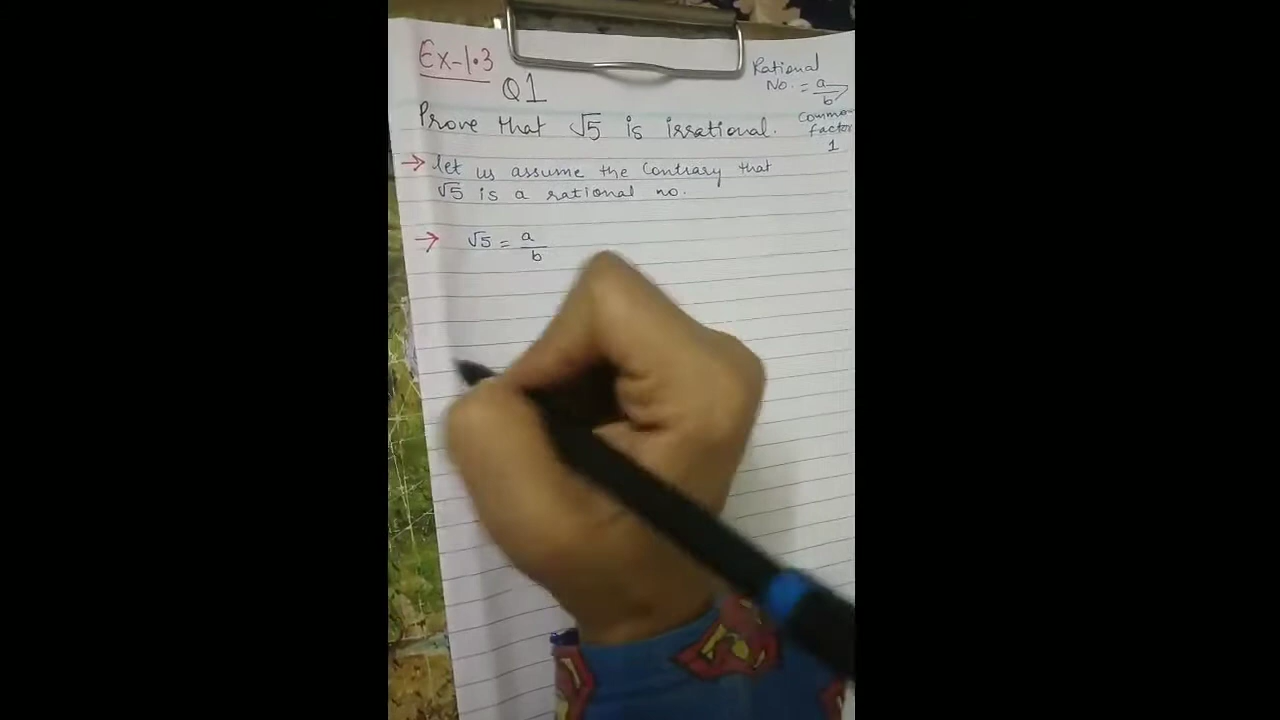 Ex-1.3
Q1
Prove that √5 is irrational.
Rational
No. = a/b
Common
factor
1
→ let us assume the contrary that
√5 is a rational no.
→ √5 = a/b